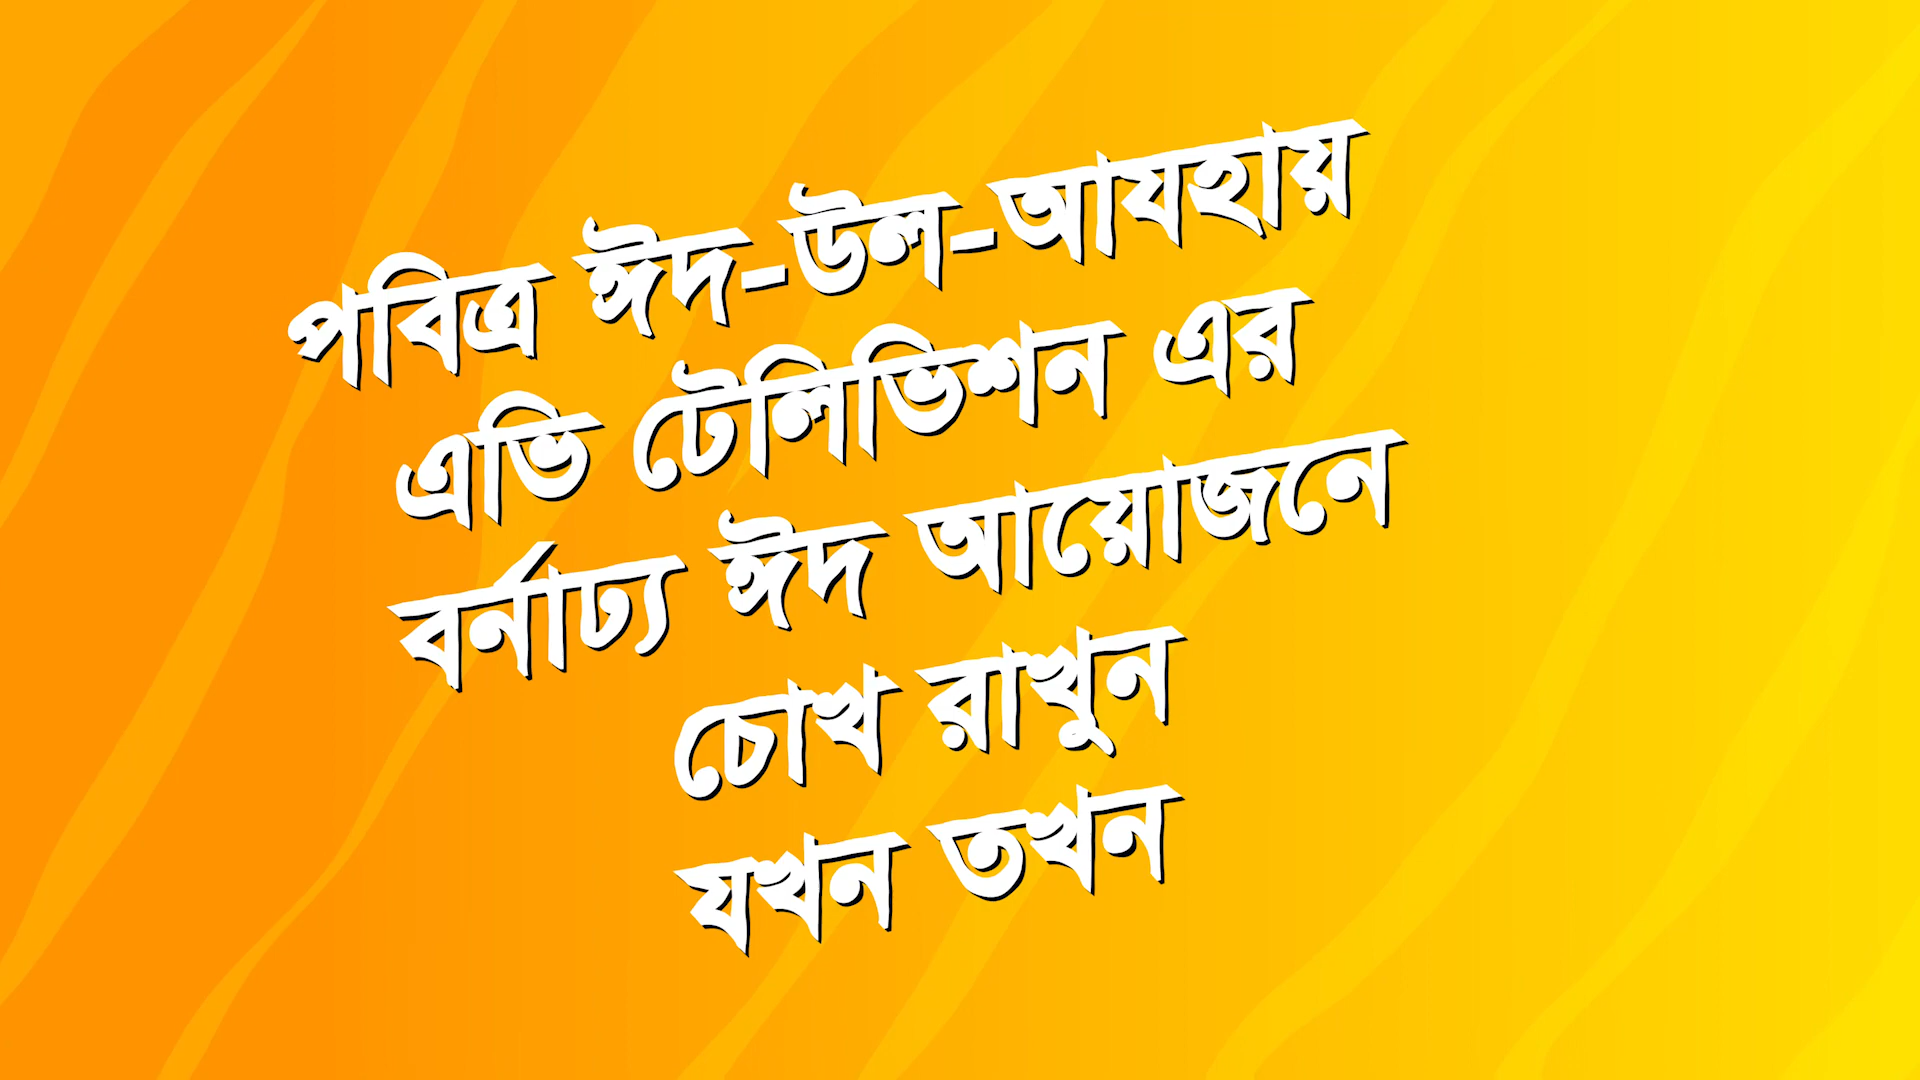 পবিত্র ঈদ-উল-আযহায়
এভি টেলিভিশন এর
বর্নাঢ্য ঈদ আয়োজনে
চোখ রাখুন
যখন তখন